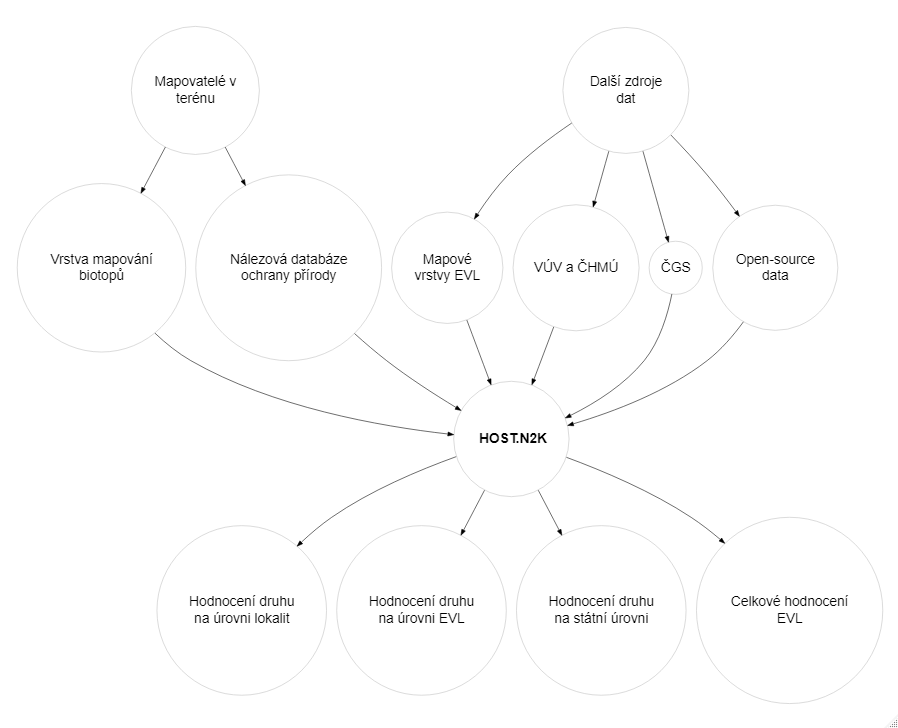 Mapovatelé v
terénu
Další zdroje
dat
Vrstva mapování
biotopů
Nálezová databáze
ochrany přírody
Mapové
vrstvy EVL
VÚV a ČHMÚ
ČGS
Open-source
data
HOST.N2K
Hodnocení druhu
na úrovni lokalit
Hodnocení druhu
na úrovni EVL
Hodnocení druhu
na státní úrovni
Celkové hodnocení
EVL